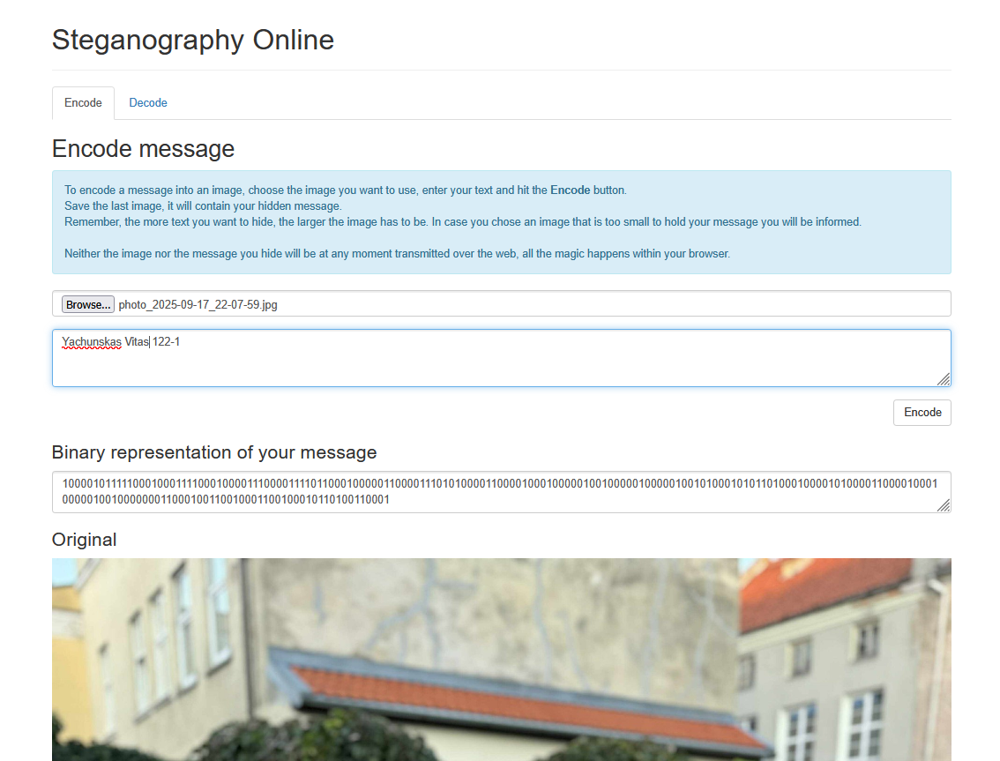 Steganography Online
Encode Decode
Encode message
To encode a message into an image, choose the image you want to use, enter your text and hit the Encode button.
Save the last image, it will contain your hidden message.
Remember, the more text you want to hide, the larger the image has to be. In case you chose an image that is too small to hold your message you will be informed.
Neither the image nor the message you hide will be at any moment transmitted over the web, all the magic happens within your browser.
Browse... photo_2025-09-17_22-07-59.jpg
Yachunskas Vitas 122-1
Encode
Binary representation of your message
Original